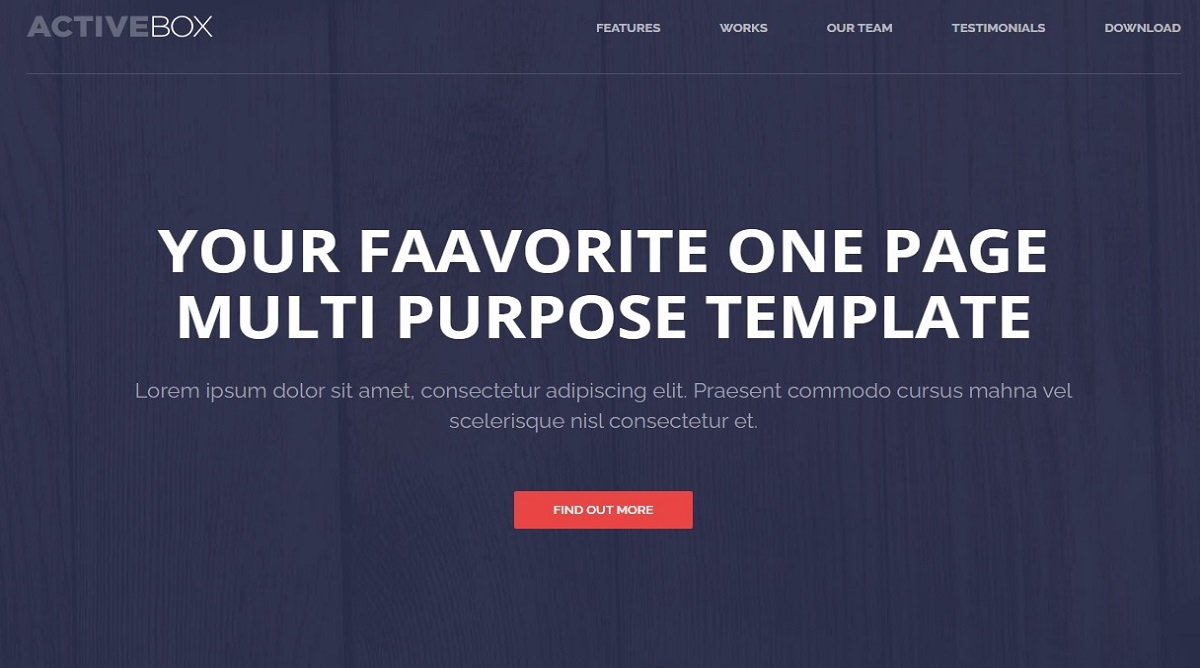 ACTIVEBOX FEATURES WORKS OUR TEAM TESTIMONIALS DOWNLOAD
YOUR FAAVORITE ONE PAGE
MULTI PURPOSE TEMPLATE
Lorem ipsum dolor sit amet, consectetur adipiscing elit. Praesent commodo cursus mahna vel
scelerisque nisl consectetur et.
FIND OUT MORE